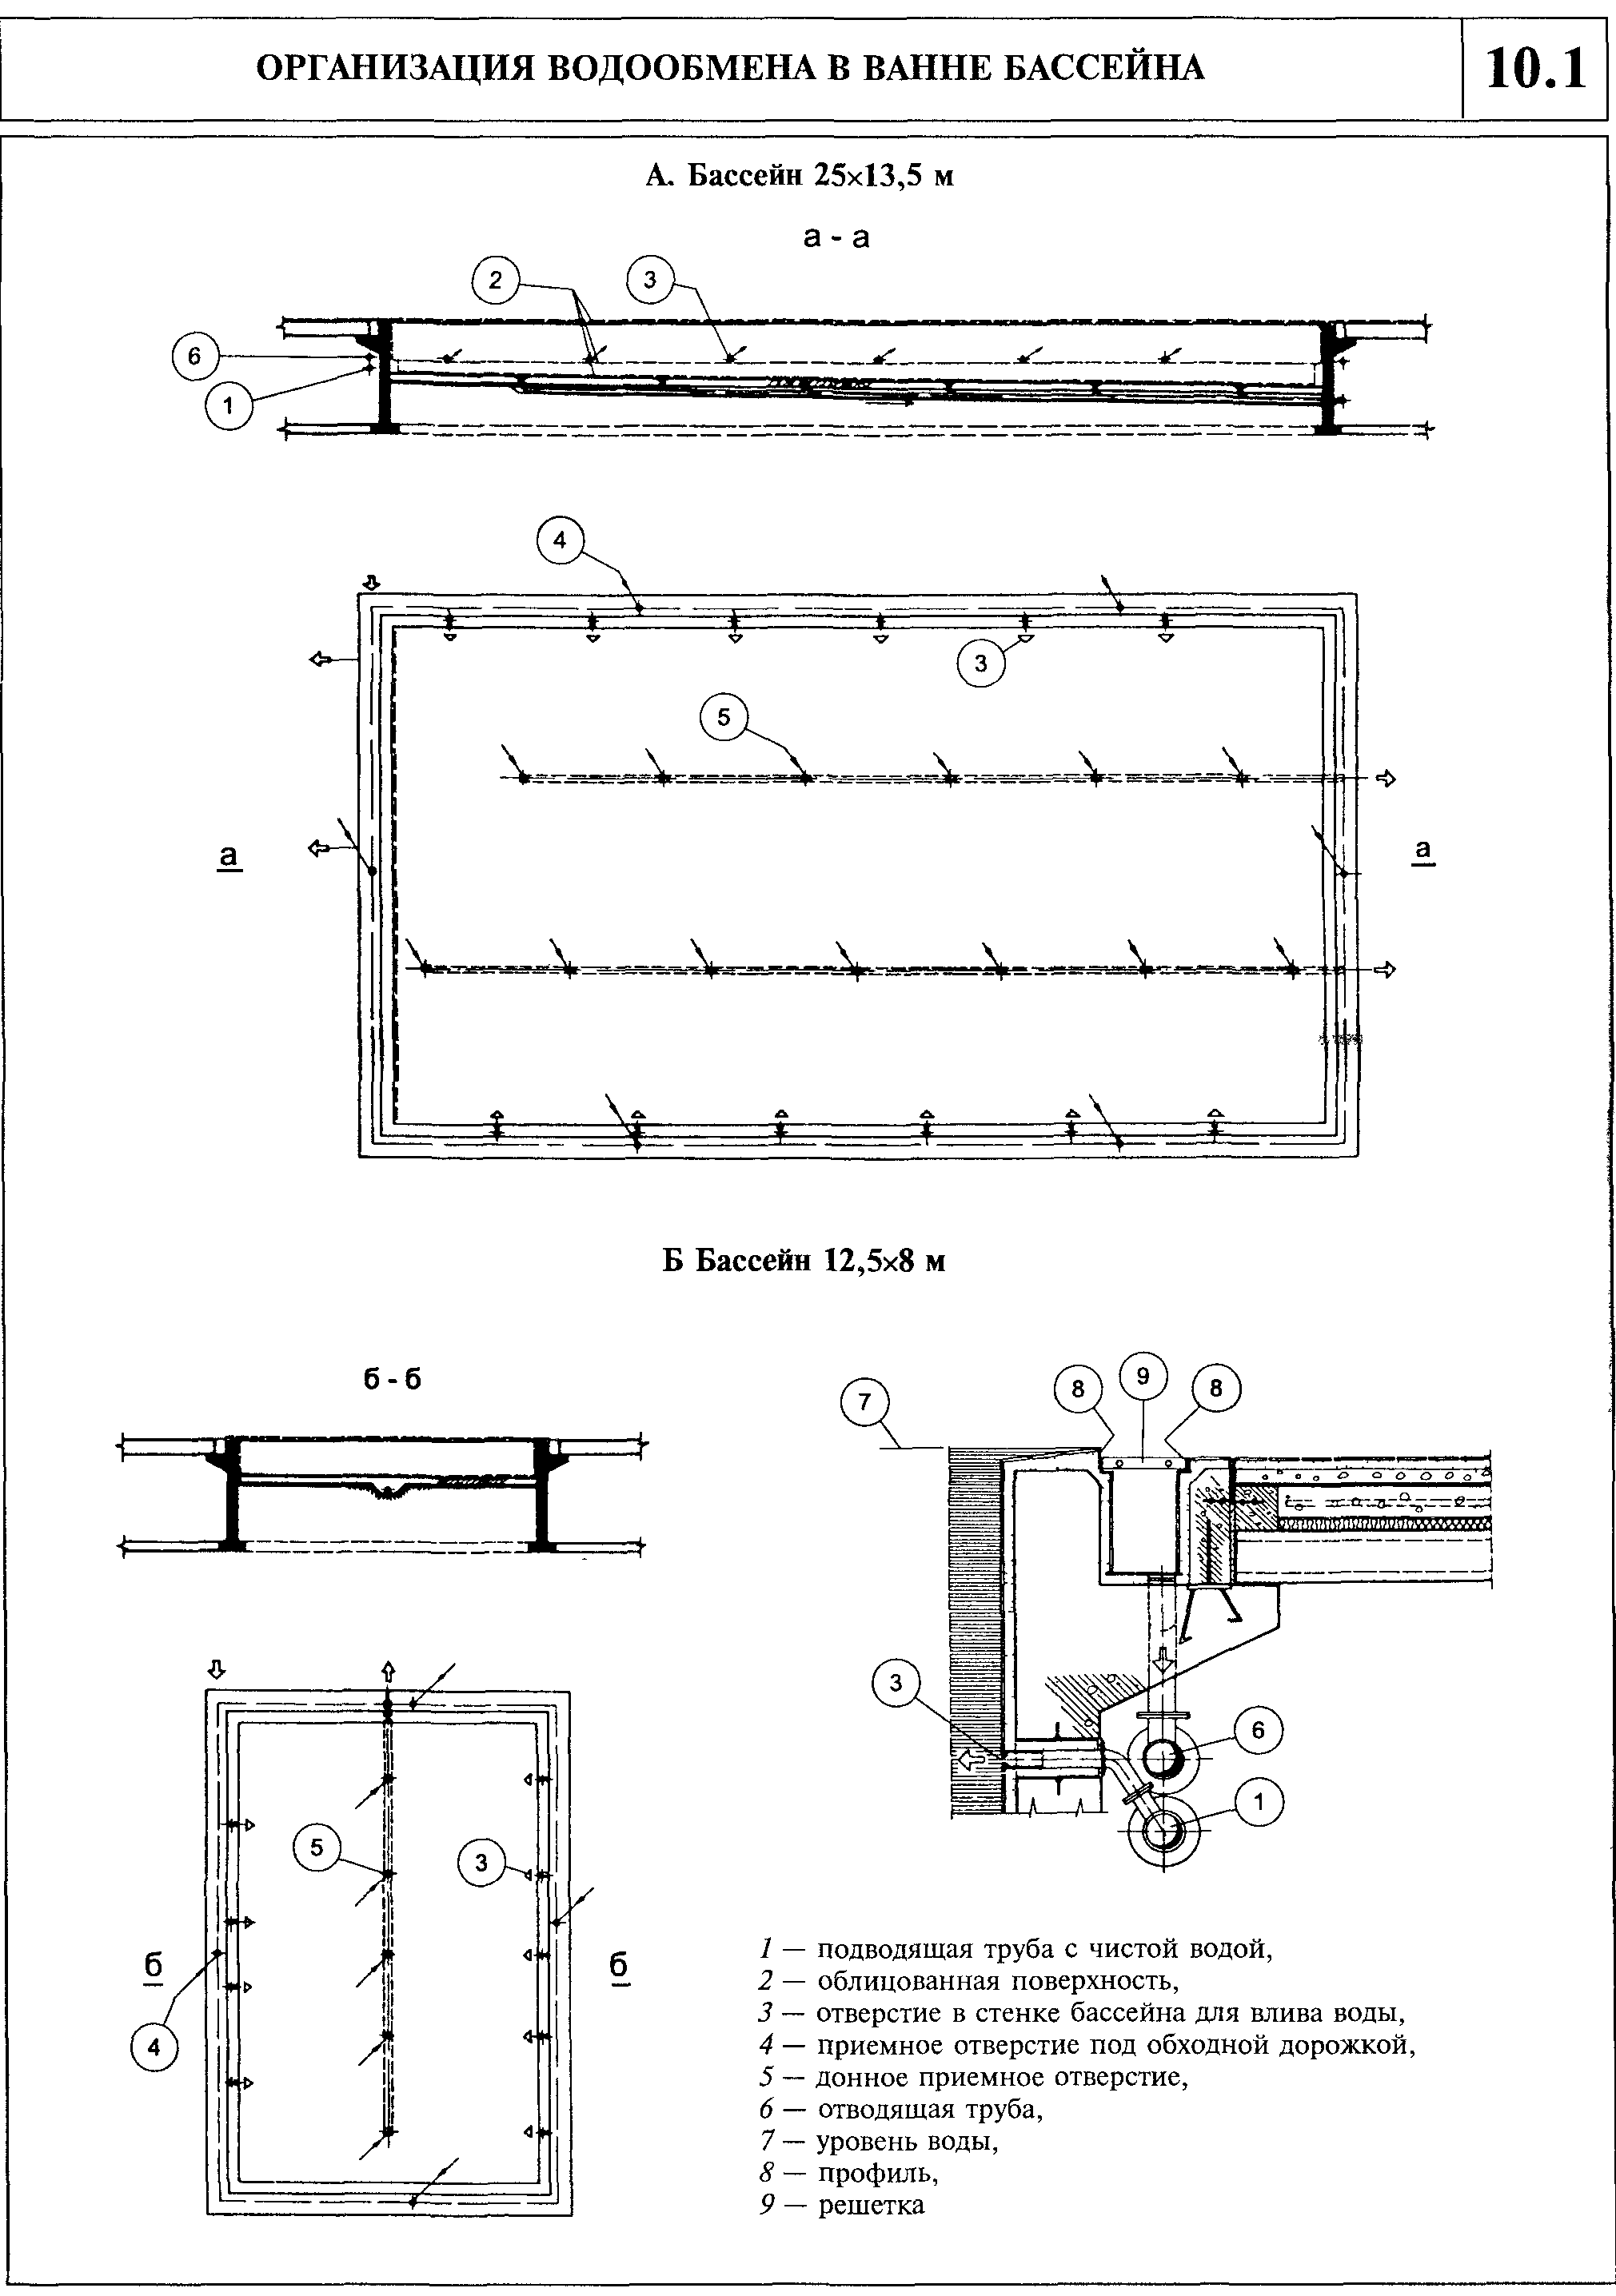 ОРГАНИЗАЦИЯ ВОДООБМЕНА В ВАННЕ БАССЕЙНА
10.1
А. Бассейн 25×13,5 м
а - а
2
3
6
1
4
3
5
а
а
Б Бассейн 12,5×8 м
б - б
7
8
9
8
3
6
1
5
3
б
б
4
1 — подводящая труба с чистой водой,
2 — облицованная поверхность,
3 — отверстие в стенке бассейна для влива воды,
4 — приемное отверстие под обходной дорожкой,
5 — донное приемное отверстие,
6 — отводящая труба,
7 — уровень воды,
8 — профиль,
9 — решетка